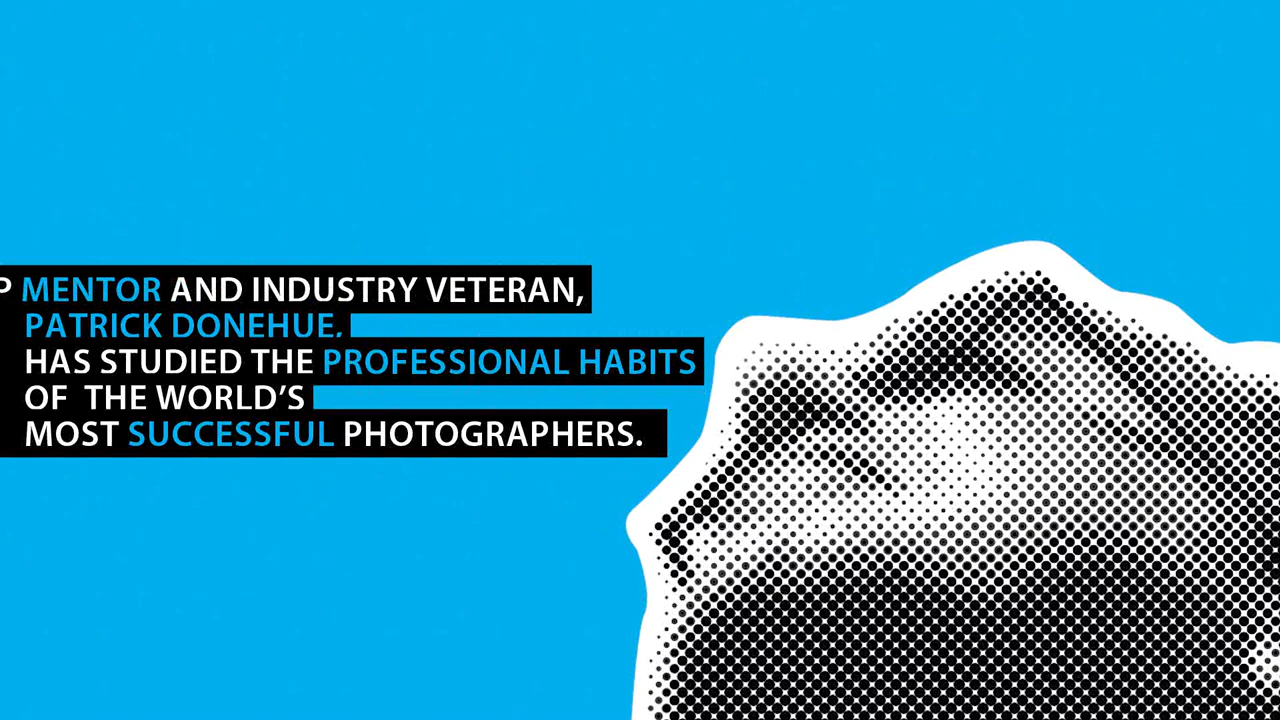 P MENTOR AND INDUSTRY VETERAN,
PATRICK DONEHUE,
HAS STUDIED THE PROFESSIONAL HABITS
OF THE WORLD'S
MOST SUCCESSFUL PHOTOGRAPHERS.